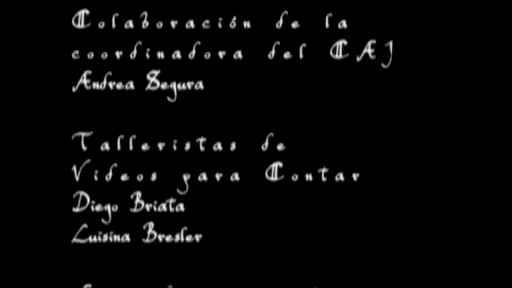 Colaboración de la
coordinadora del CAJ
Andrea Segura
Talleristas de
Videos para Contar
Diego Briata
Luisina Bresler